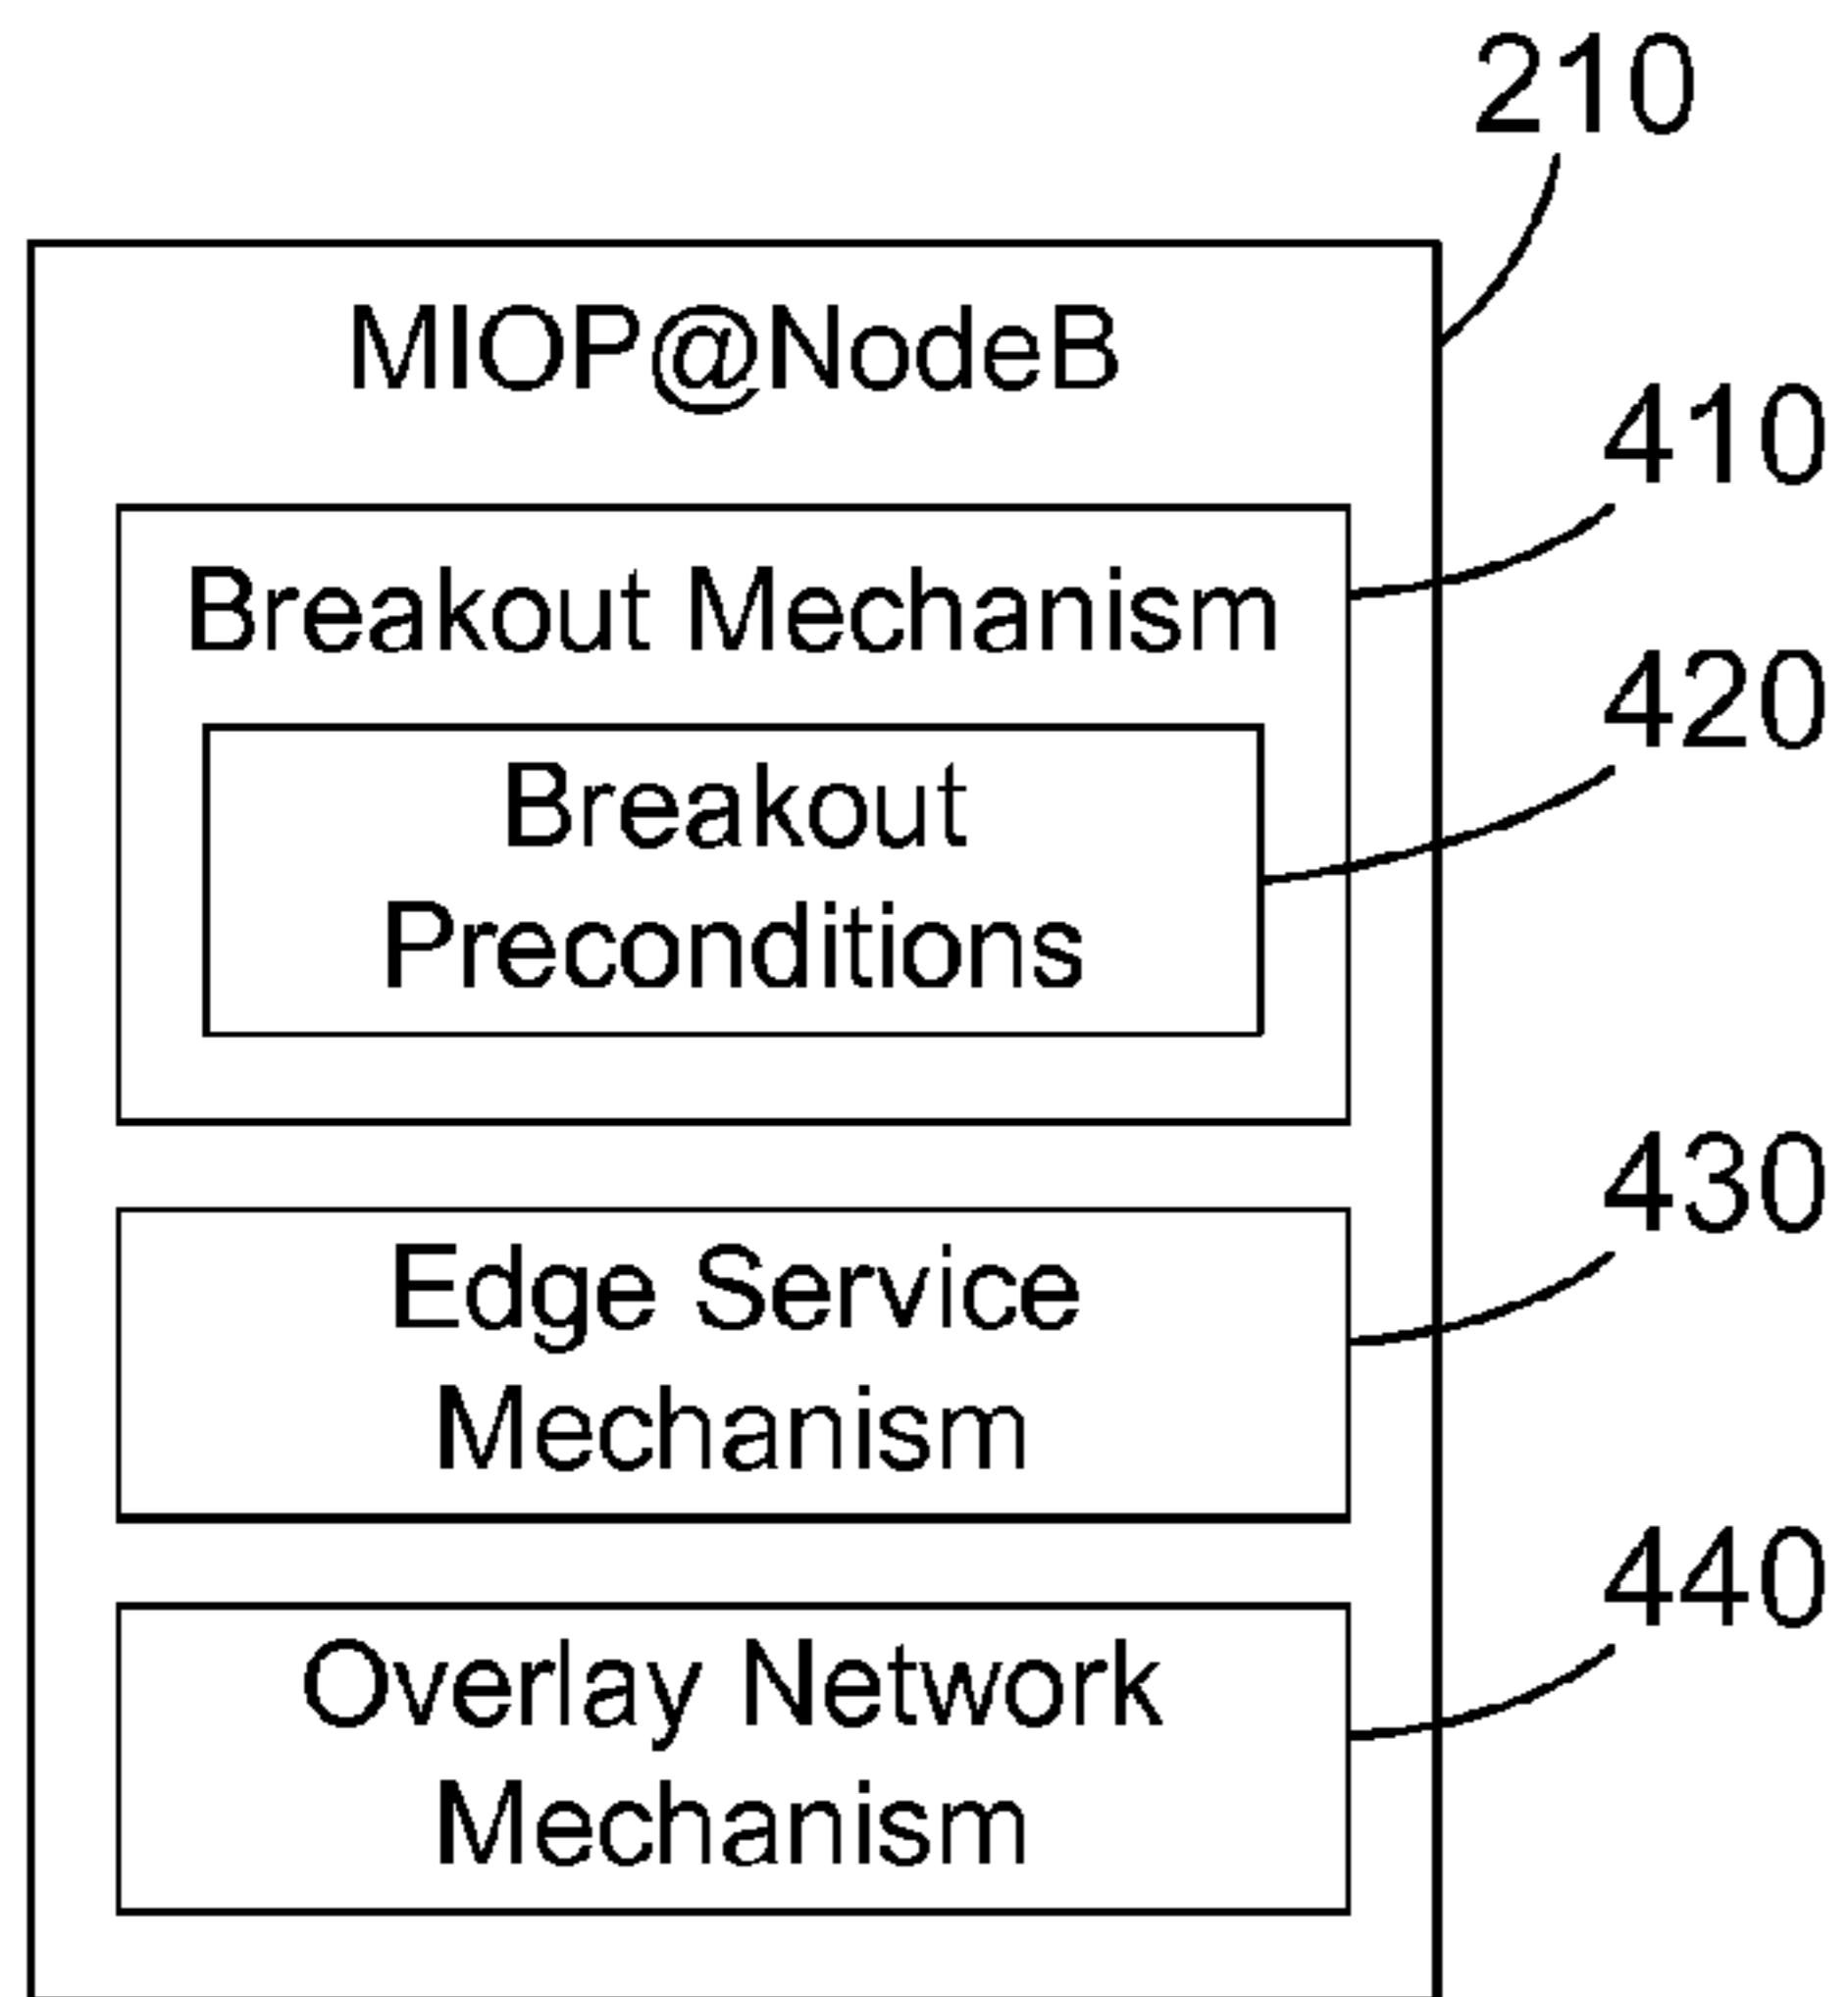 210
MIOP@NodeB
410
Breakout Mechanism
420
Breakout
Preconditions
430
Edge Service
Mechanism
440
Overlay Network
Mechanism